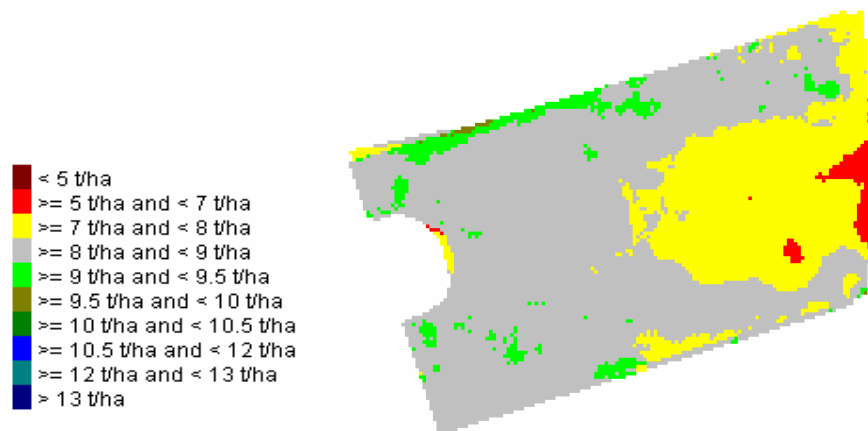 < 5 t/ha
>= 5 t/ha and < 7 t/ha
>= 7 t/ha and < 8 t/ha
>= 8 t/ha and < 9 t/ha
>= 9 t/ha and < 9.5 t/ha
>= 9.5 t/ha and < 10 t/ha
>= 10 t/ha and < 10.5 t/ha
>= 10.5 t/ha and < 12 t/ha
>= 12 t/ha and < 13 t/ha
> 13 t/ha